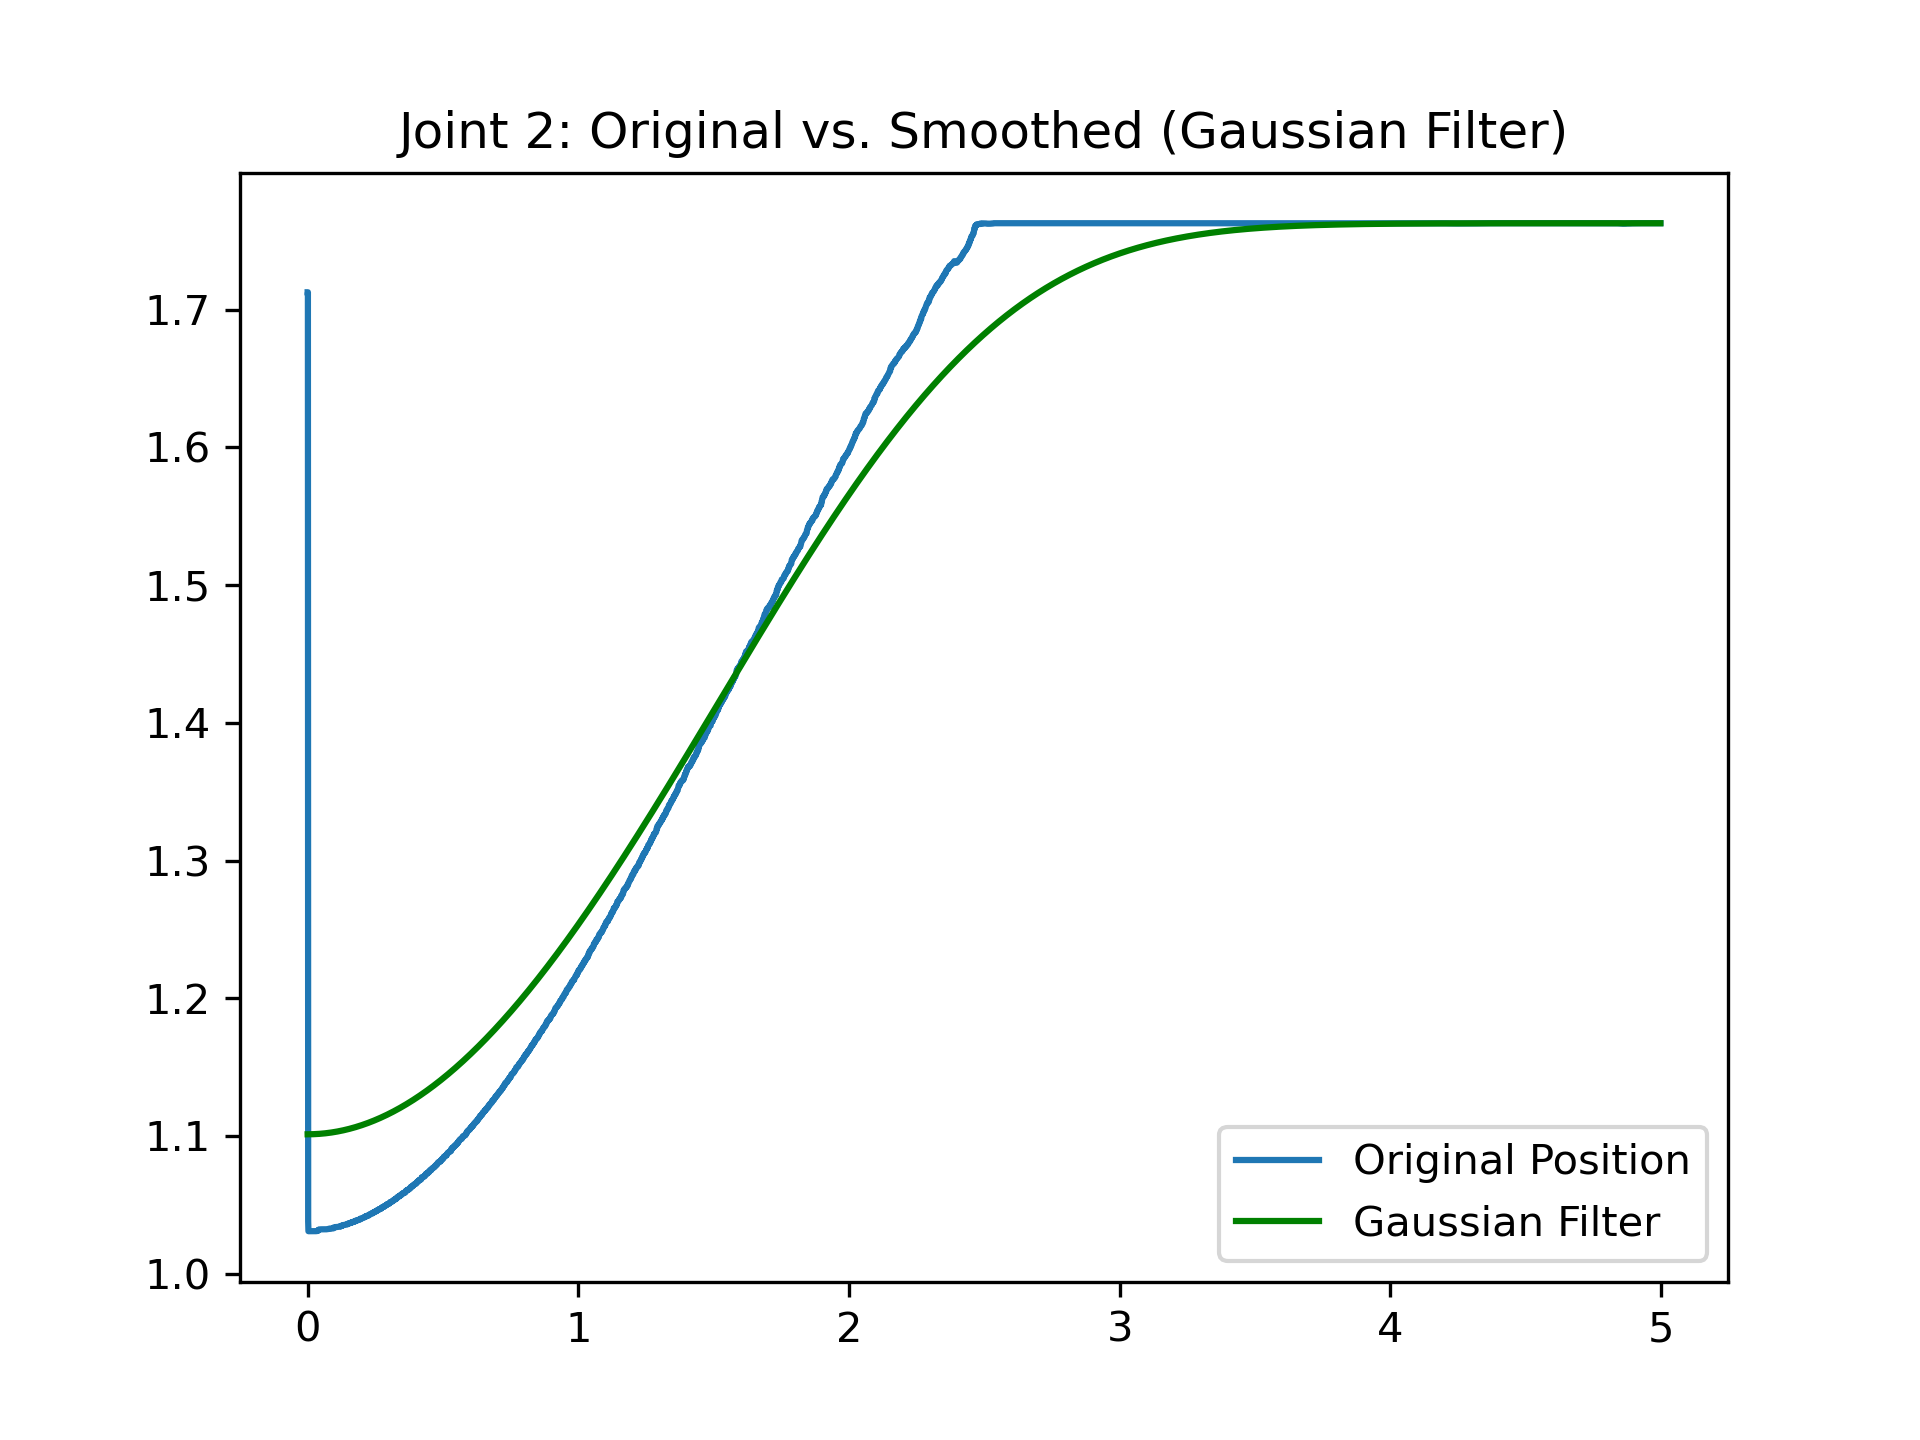 Joint 2: Original vs. Smoothed (Gaussian Filter)
1.7
1.6
1.5
1.4
1.3
1.2
1.1
1.0
Original Position
Gaussian Filter
0 1 2 3 4 5